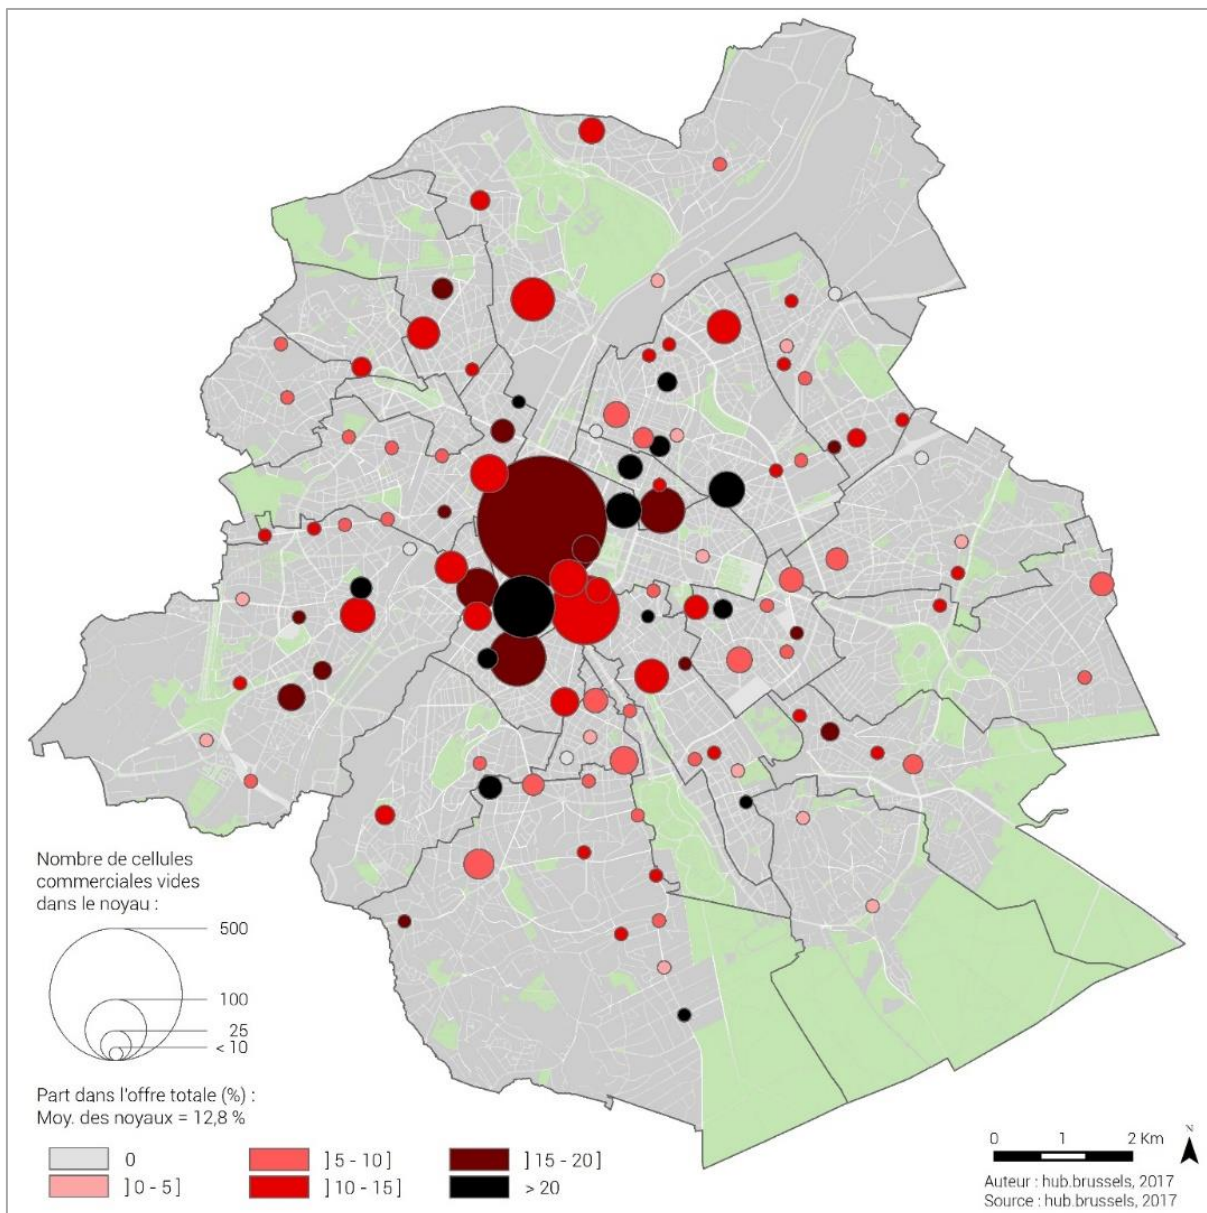 Nombre de cellules
commerciales vides
dans le noyau :
500
100
25
< 10
Part dans l'offre totale (%) :
Moy. des noyaux = 12,8 %
0
] 0 - 5 ]
] 5 - 10 ]
] 10 - 15 ]
] 15 - 20 ]
> 20
0 1 2 Km
N
Auteur : hub.brussels, 2017
Source : hub.brussels, 2017